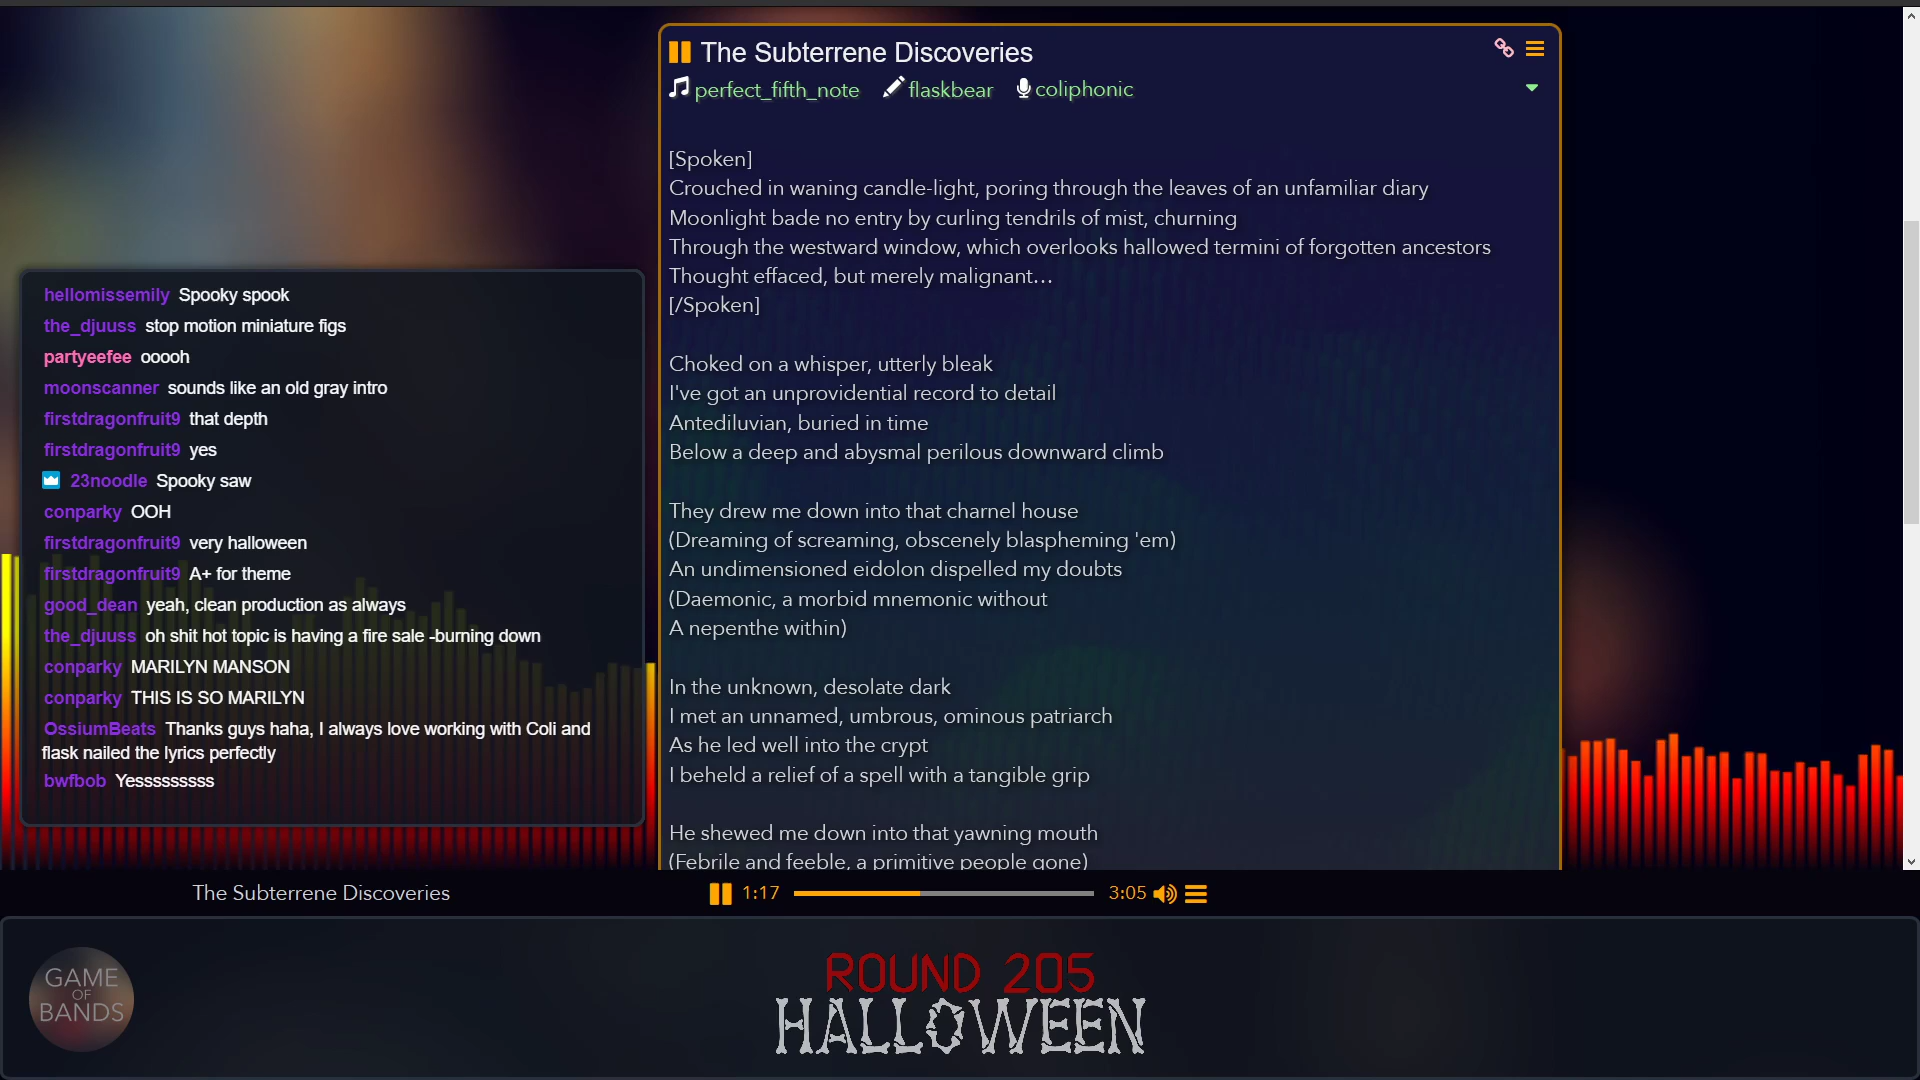 The Subterrene Discoveries
perfect_fifth_note flaskbear coliphonic
[Spoken]
Crouched in waning candle-light, poring through the leaves of an unfamiliar diary
Moonlight bade no entry by curling tendrils of mist, churning
Through the westward window, which overlooks hallowed termini of forgotten ancestors
Thought effaced, but merely malignant…
[/Spoken]
Choked on a whisper, utterly bleak
I've got an unprovidential record to detail
Antediluvian, buried in time
Below a deep and abysmal perilous downward climb
They drew me down into that charnel house
(Dreaming of screaming, obscenely blaspheming 'em)
An undimensioned eidolon dispelled my doubts
(Daemonic, a morbid mnemonic without
A nepenthe within)
In the unknown, desolate dark
I met an unnamed, umbrous, ominous patriarch
As he led well into the crypt
I beheld a relief of a spell with a tangible grip
He shewed me down into that yawning mouth
(Febrile and feeble, a primitive people gone)
hellomissemily Spooky spook
the_djuuss stop motion miniature figs
partyeefee ooooh
moonscanner sounds like an old gray intro
firstdragonfruit9 that depth
firstdragonfruit9 yes
23noodle Spooky saw
conparky OOH
firstdragonfruit9 very halloween
firstdragonfruit9 A+ for theme
good_dean yeah, clean production as always
the_djuuss oh shit hot topic is having a fire sale -burning down
conparky MARILYN MANSON
conparky THIS IS SO MARILYN
OssiumBeats Thanks guys haha, I always love working with Coli and
flask nailed the lyrics perfectly
bwfbob Yesssssssss
The Subterrene Discoveries 1:17 3:05
GAME
OF
BANDS
ROUND 205
HALLOWEEN